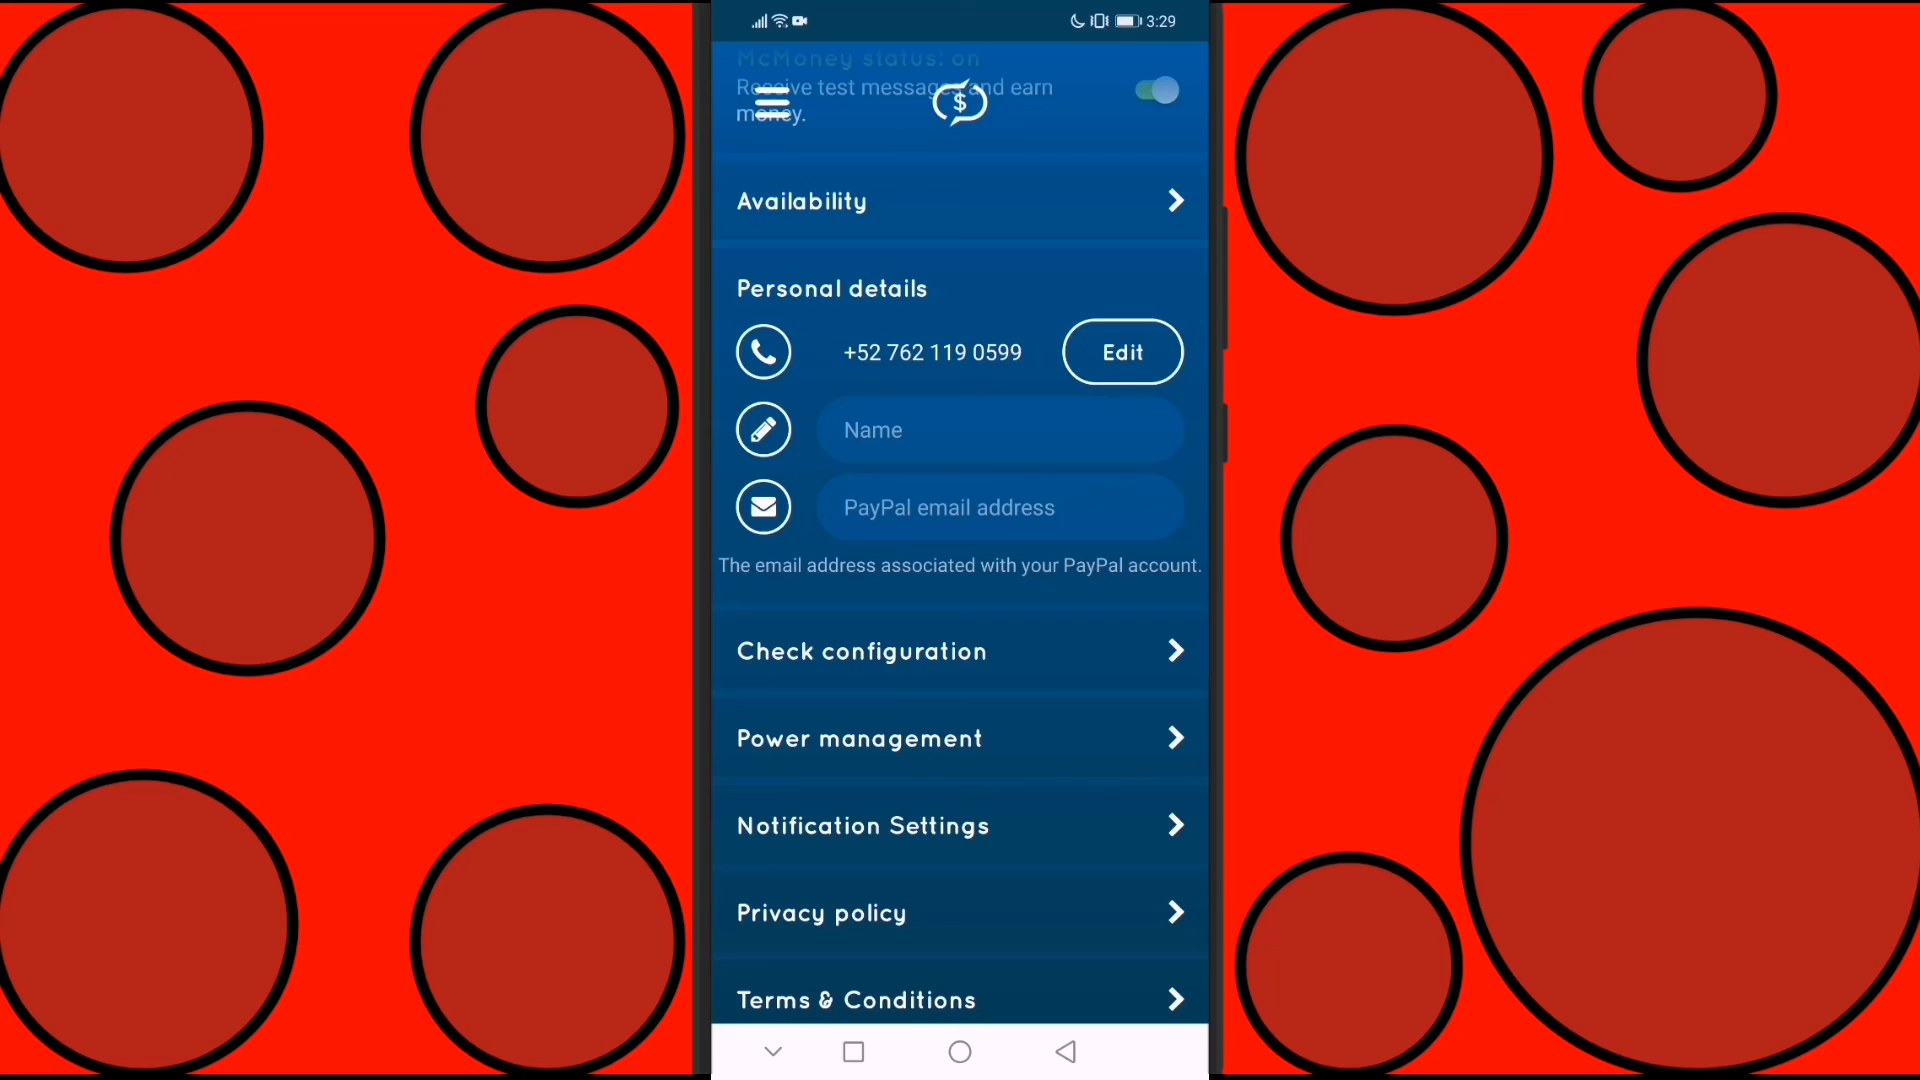 3:29
McMoney status: on
Receive test messages and earn
money.
$
Availability
Personal details
+52 762 119 0599
Edit
Name
PayPal email address
The email address associated with your PayPal account.
Check configuration
Power management
Notification Settings
Privacy policy
Terms & Conditions